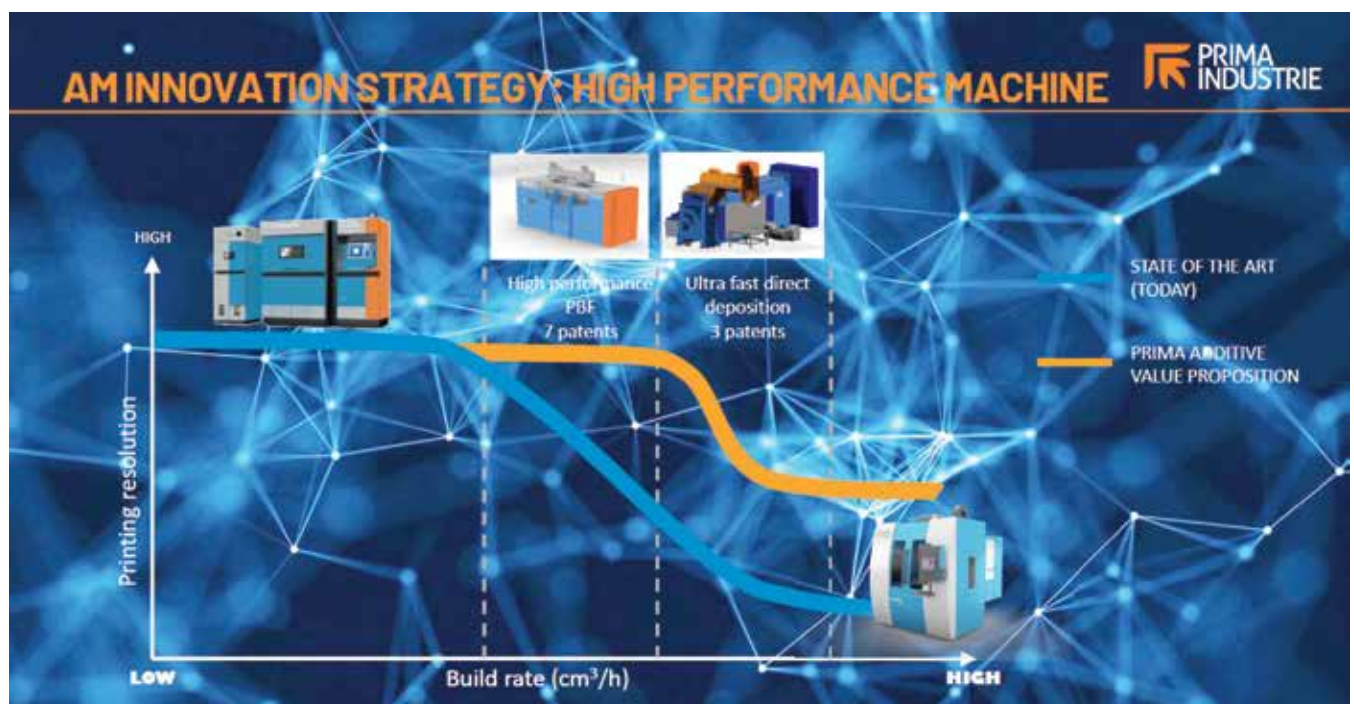 AM INNOVATION STRATEGY: HIGH PERFORMANCE MACHINE
PRIMA
INDUSTRIE
HIGH
High performance
PBF
7 patents
Ultra fast direct
deposition
3 patents
STATE OF THE ART
(TODAY)
PRIMA ADDITIVE
VALUE PROPOSITION
Printing resolution
LOW
Build rate (cm³/h)
HIGH